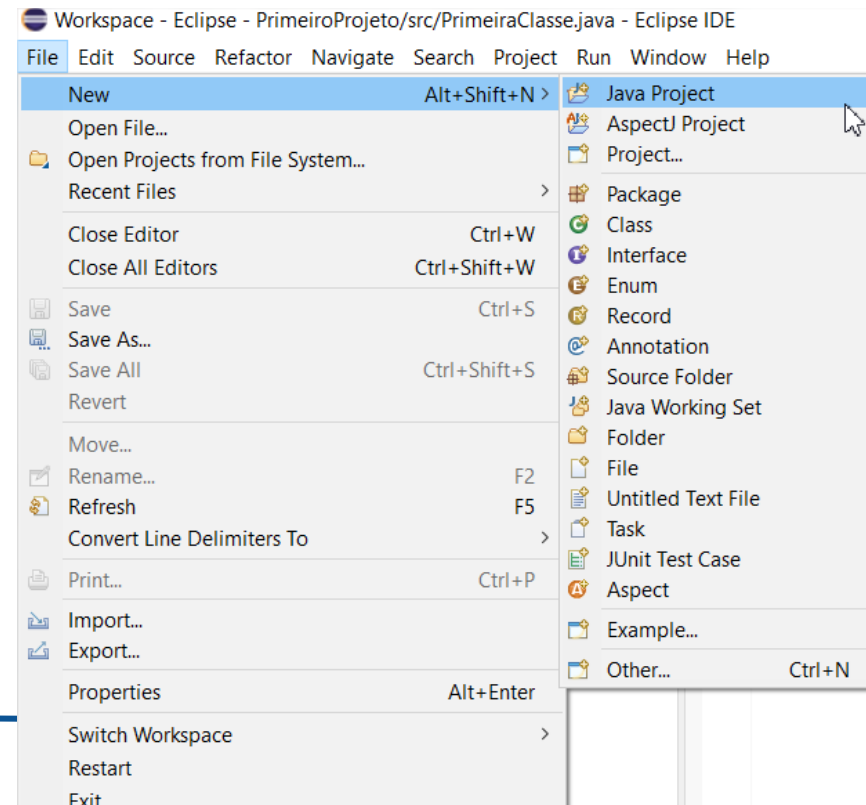 Workspace - Eclipse - PrimeiroProjeto/src/PrimeiraClasse.java - Eclipse IDE
File Edit Source Refactor Navigate Search Project Run Window Help
New Alt+Shift+N >
Open File...
Open Projects from File System...
Recent Files >
Close Editor Ctrl+W
Close All Editors Ctrl+Shift+W
Save Ctrl+S
Save As...
Save All Ctrl+Shift+S
Revert
Move...
Rename... F2
Refresh F5
Convert Line Delimiters To >
Print... Ctrl+P
Import...
Export...
Properties Alt+Enter
Switch Workspace >
Restart
Exit
Java Project
AspectJ Project
Project...
Package
Class
Interface
Enum
Record
Annotation
Source Folder
Java Working Set
Folder
File
Untitled Text File
Task
JUnit Test Case
Aspect
Example...
Other... Ctrl+N